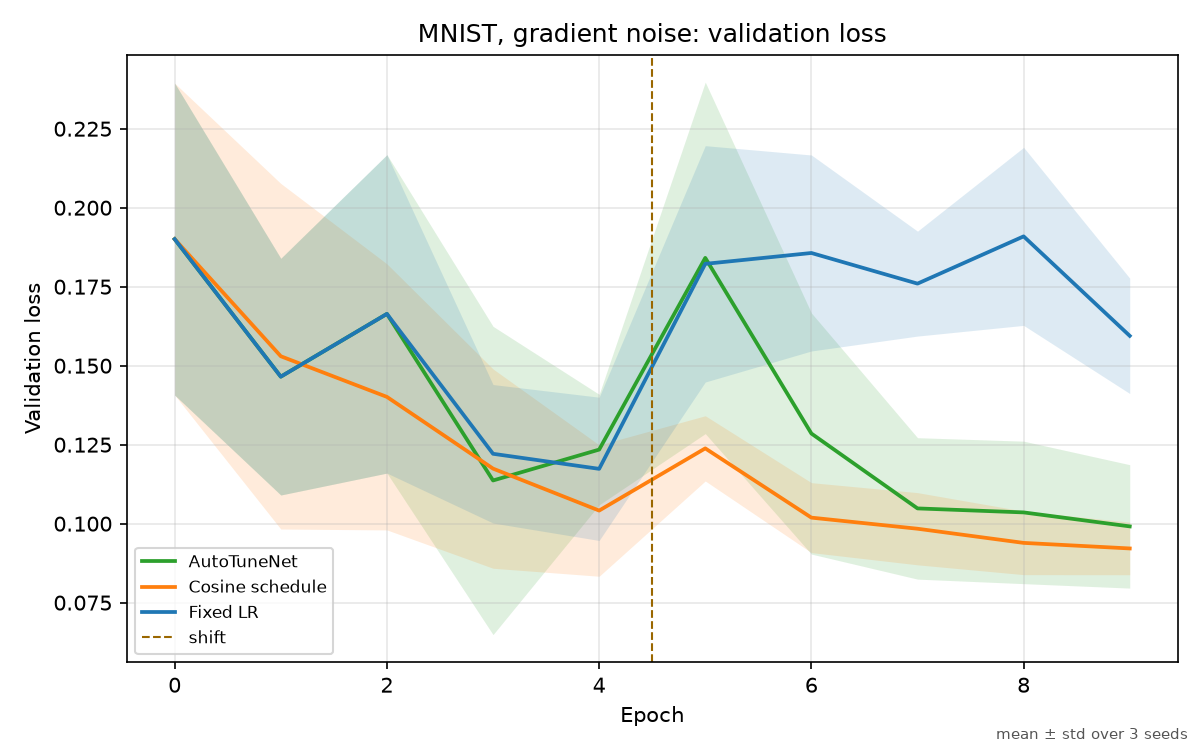 MNIST, gradient noise: validation loss
Validation loss
0.225
0.200
0.175
0.150
0.125
0.100
0.075
AutoTuneNet
Cosine schedule
Fixed LR
shift
0 2 4 6 8
Epoch
mean ± std over 3 seeds